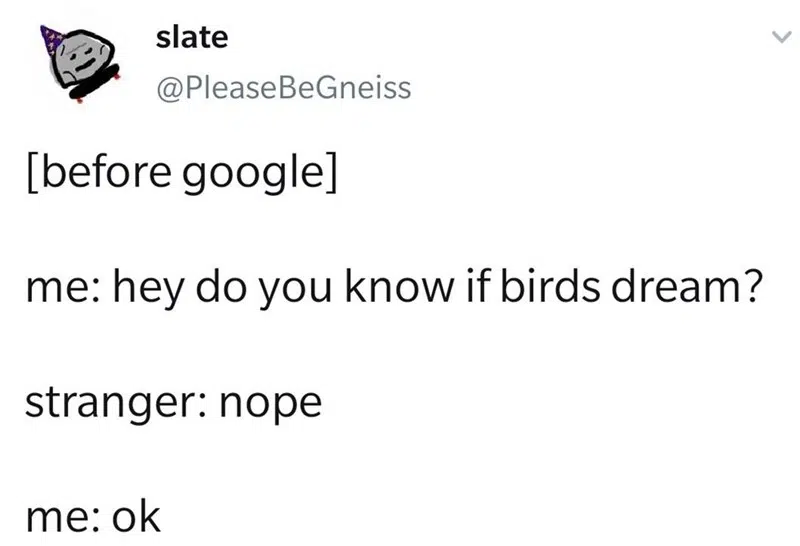 slate
@PleaseBeGneiss
[before google]
me: hey do you know if birds dream?
stranger: nope
me: ok